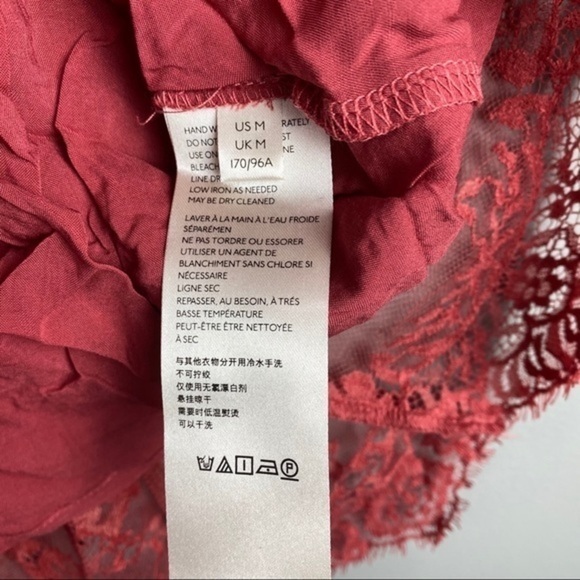 US M
UK M
170/96A
HAND W RATELY
DO NOT ST
USE ON INE
BLEACH
LINE DR
LOW IRON AS NEEDED
MAY BE DRY CLEANED
LAVER À LA MAIN À L'EAU FROIDE
SÉPARÉMEN
NE PAS TORDRE OU ESSORER
UTILISER UN AGENT DE
BLANCHIMENT SANS CHLORE SI
NÉCESSAIRE
LIGNE SEC
REPASSER, AU BESOIN, À TRÉS
BASSE TEMPÉRATURE
PEUT-ÊTRE ÊTRE NETTOYÉE
À SEC
与其他衣物分开用冷水手洗
不可拧绞
仅使用无氯漂白剂
悬挂晾干
需要时低温熨烫
可以干洗
P